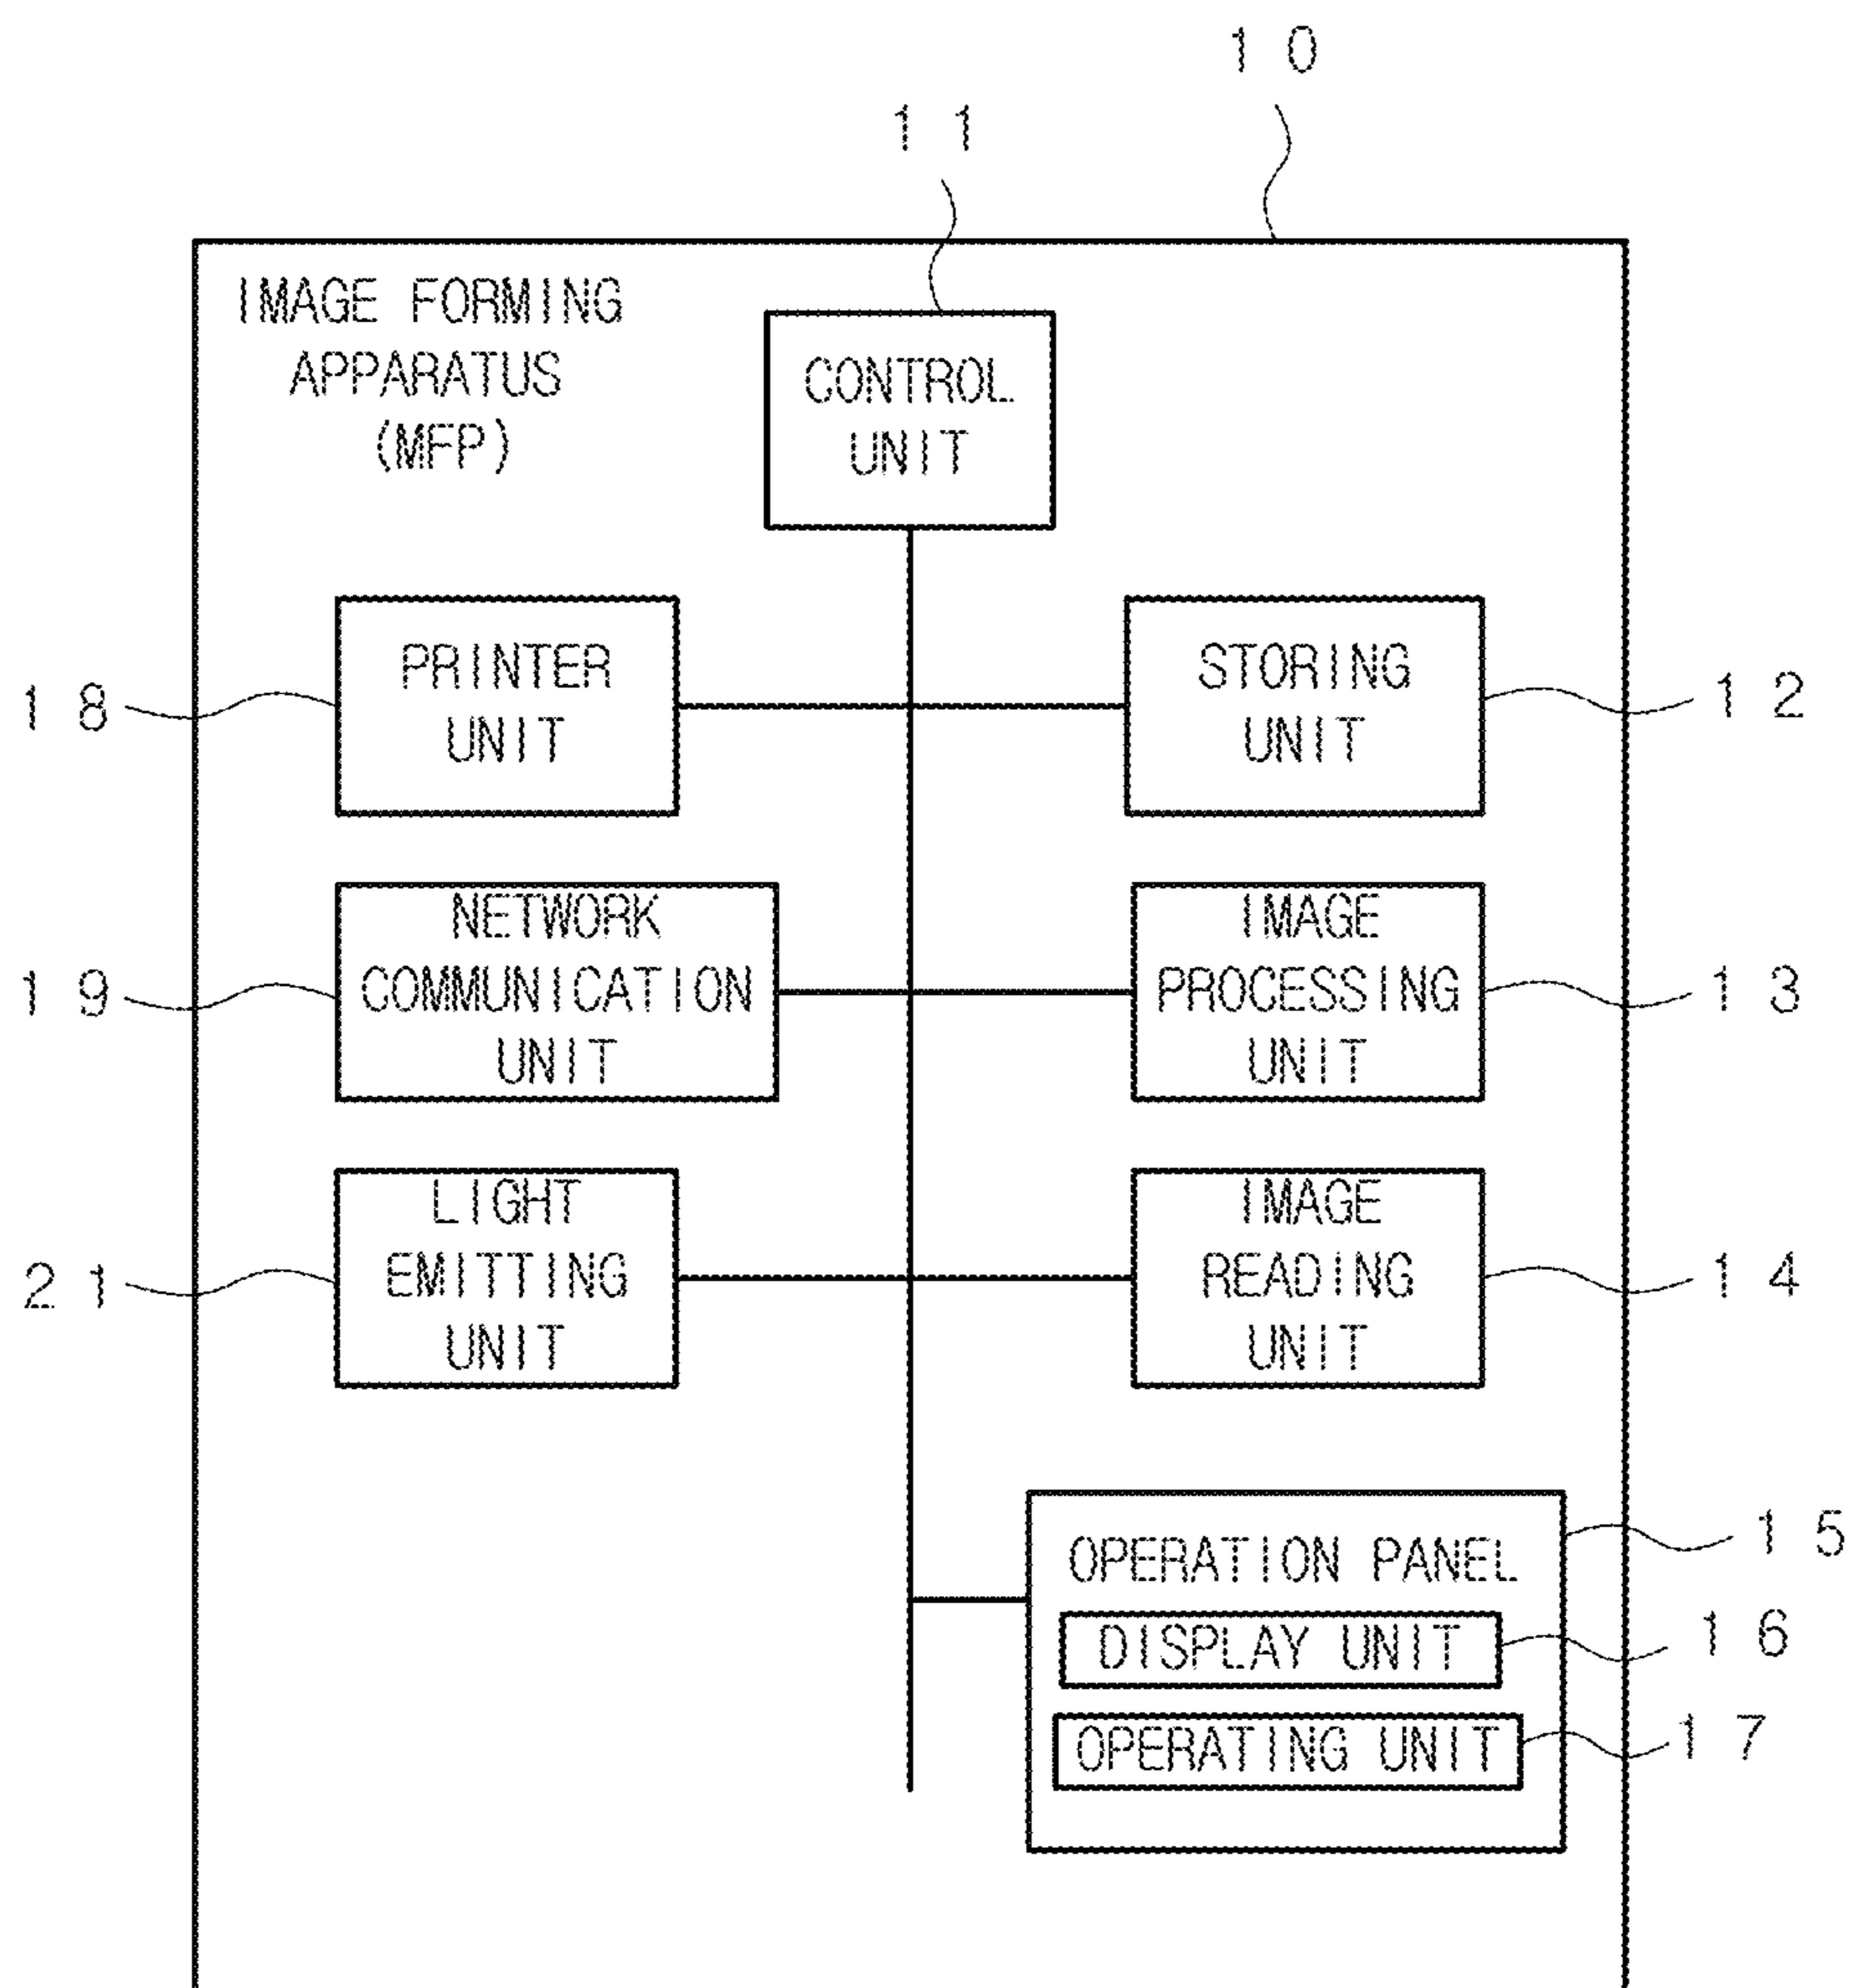 10
11
IMAGE FORMING
APPARATUS
(MFP)
CONTROL
UNIT
18
PRINTER
UNIT
STORING
UNIT
12
19
NETWORK
COMMUNICATION
UNIT
IMAGE
PROCESSING
UNIT
13
21
LIGHT
EMITTING
UNIT
IMAGE
READING
UNIT
14
OPERATION PANEL
15
DISPLAY UNIT
16
OPERATING UNIT
17